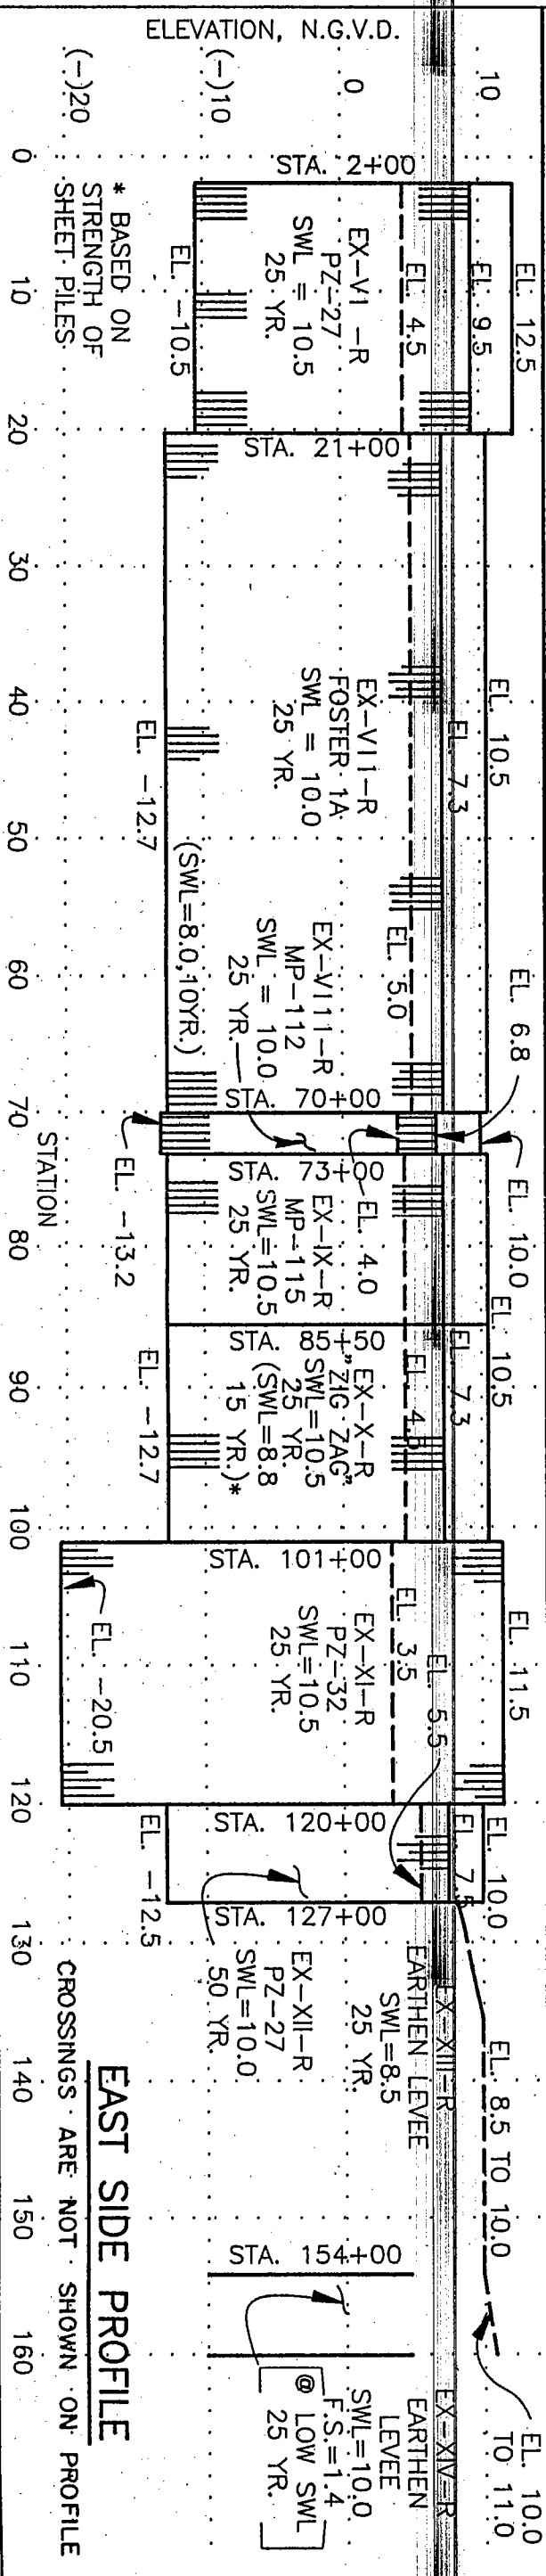 ELEVATION, N.G.V.D.
10
0
(-)10
(-)20
EL. 12.5
EL. 9.5
EL. 4.5
STA. 2+00
EX-V1 -R
PZ-27
SWL = 10.5
25 YR.
EL. -10.5
* BASED ON
STRENGTH OF
SHEET PILES
STA. 21+00
EL. 10.5
EL. 7.3
EX-V11-R
FOSTER 1A
SWL = 10.0
25 YR.
EL. 5.0
EL. -12.7
(SWL=8.0,10YR.)
EL. 6.8
EX-V111-R
MP-112
SWL = 10.0
25 YR.
STA. 70+00
EL. 10.0
EL. 4.0
EL. -13.2
STA. 73+00
EX-IX-R
MP-115
SWL=10.5
25 YR.
EL. 10.5
EL. 7.3
EL. 4.5
STA. 85+50
EX-X-R
"ZIG ZAG"
SWL=10.5
25 YR.
(SWL=8.8
15 YR.)*
EL. -12.7
STA. 101+00
EL. 11.5
EL. 5.5
EL. 3.5
EX-XI-R
PZ-32
SWL=10.5
25 YR.
EL. -20.5
STA. 120+00
EL. 10.0
EL. 7.5
EL. -12.5
STA. 127+00
EX-XII-R
PZ-27
SWL=10.0
50 YR.
EL. 8.5 TO 10.0
EX-XIII-R
EARTHEN LEVEE
SWL=8.5
25 YR.
STA. 154+00
EL. 10.0
TO 11.0
EX-XIV-R
EARTHEN
LEVEE
SWL=10.0
F.S.=1.4
@ LOW SWL
25 YR.
0 10 20 30 40 50 60 70 80 90 100 110 120 130 140 150 160
STATION
EAST SIDE PROFILE
CROSSINGS ARE NOT SHOWN ON PROFILE